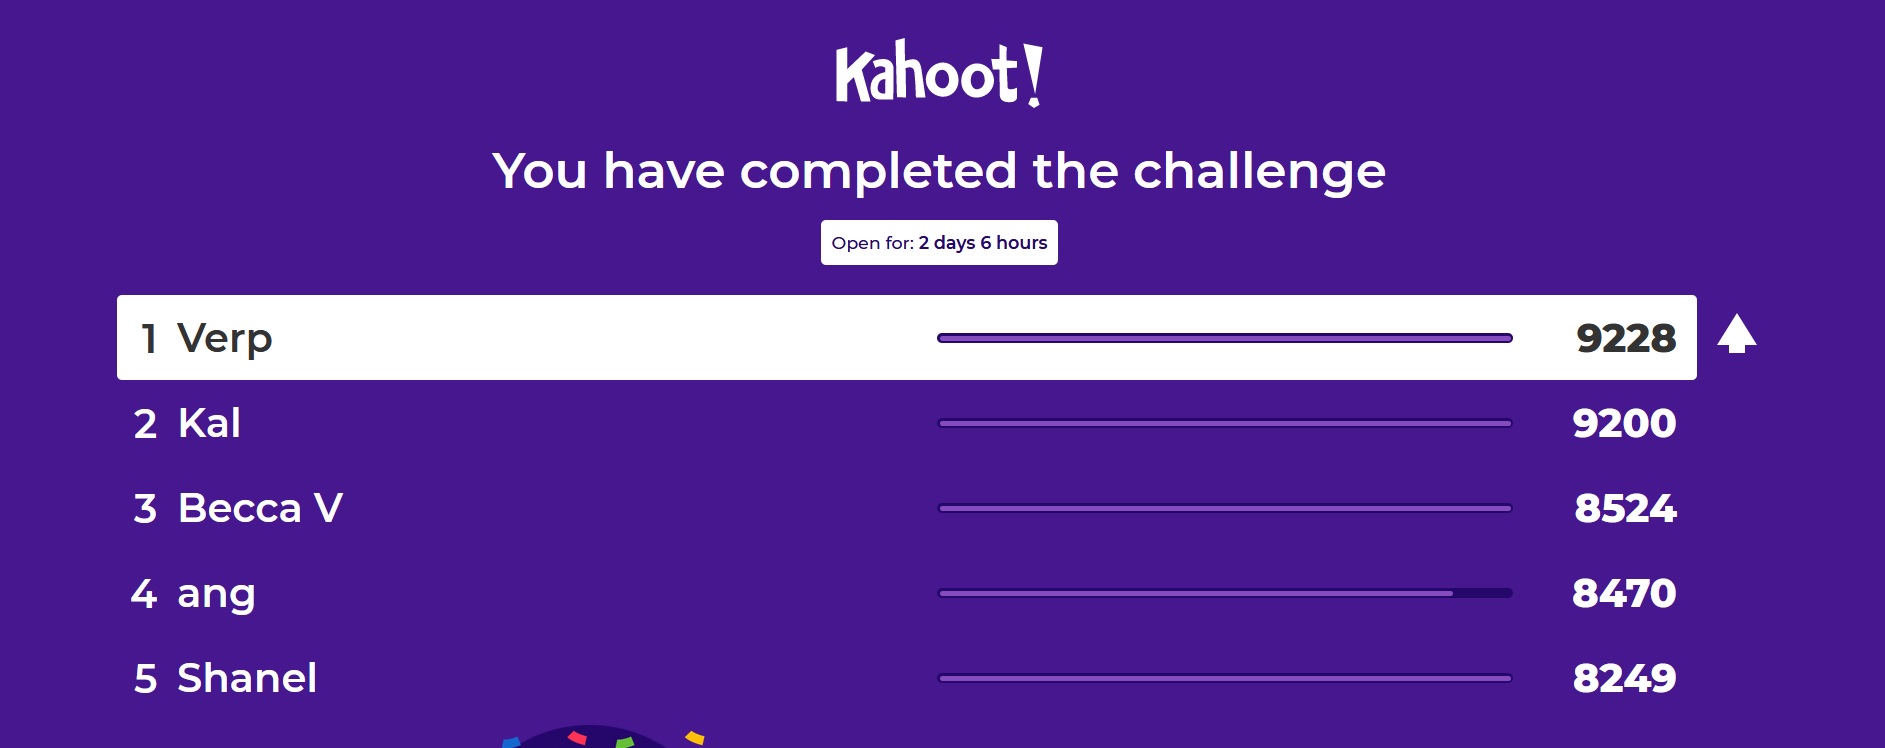 Kahoot!
You have completed the challenge
Open for: 2 days 6 hours
1 Verp 9228
2 Kal 9200
3 Becca V 8524
4 ang 8470
5 Shanel 8249